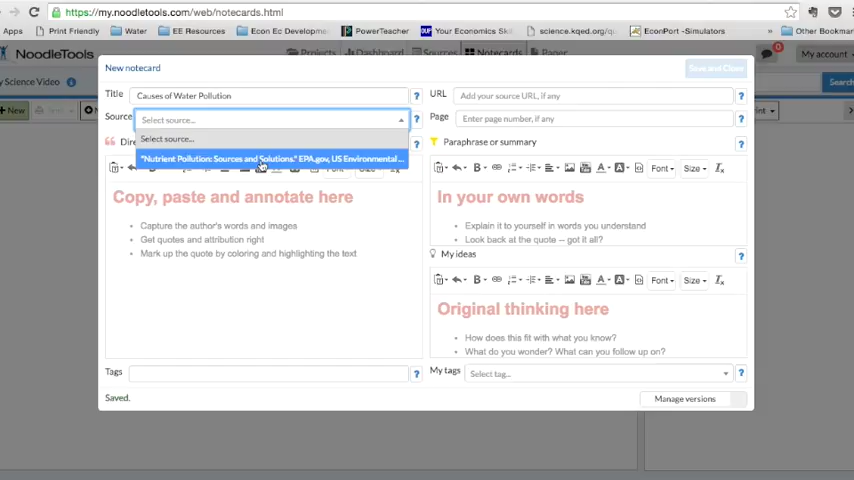 https://my.noodletools.com/web/notecards.html
Apps Print Friendly Water EE Resources Econ Ec Developmen PowerTeacher OUP Your Economics Skil science.kqed.org/qu EconPort -Simulators Other Bookmark
NoodleTools Projects Dashboard Sources Notecards Paper My account
y Science Video
New Search
New notecard Save and Close
Title Causes of Water Pollution ? URL Add your source URL, if any ?
Source Select source... Page Enter page number, if any ?
Select source...
Dire ? Paraphrase or summary ?
"Nutrient Pollution: Sources and Solutions." EPA.gov, US Environmental ...
Font Size
Copy, paste and annotate here
In your own words
Capture the author's words and images
Get quotes and attribution right
Mark up the quote by coloring and highlighting the text
Explain it to yourself in words you understand
Look back at the quote -- got it all?
My ideas ?
Font Size
Original thinking here
How does this fit with what you know?
What do you wonder? What can you follow up on?
Tags ? My tags Select tag... ?
Saved. Manage versions